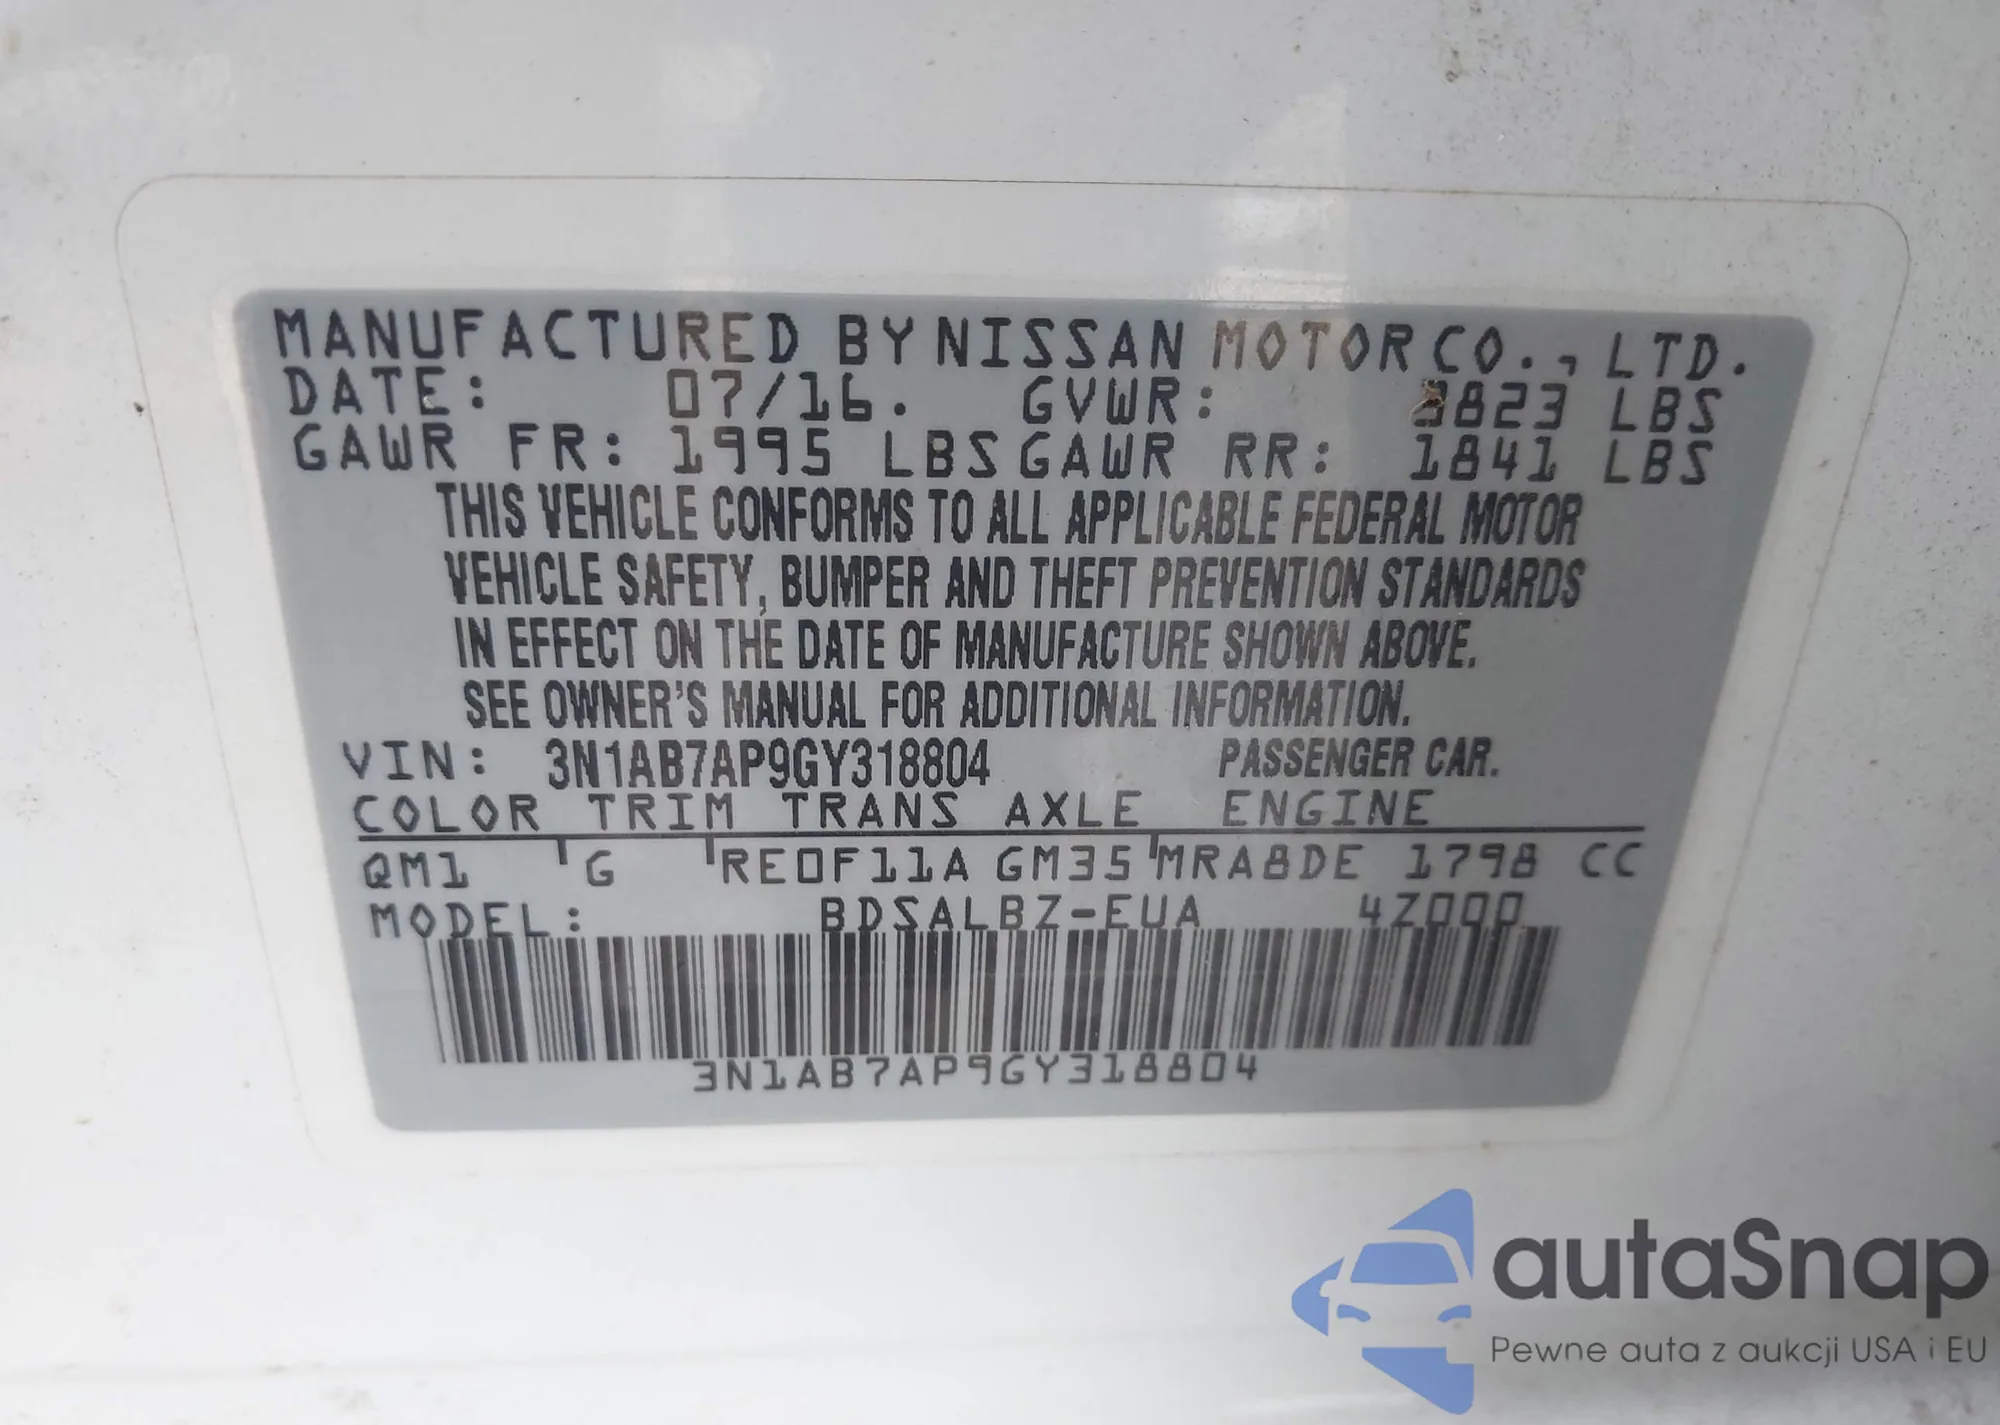 MANUFACTURED BY NISSAN MOTOR CO., LTD.
DATE: 07/16. GVWR: 3823 LBS
GAWR FR: 1995 LBS GAWR RR: 1841 LBS
THIS VEHICLE CONFORMS TO ALL APPLICABLE FEDERAL MOTOR
VEHICLE SAFETY, BUMPER AND THEFT PREVENTION STANDARDS
IN EFFECT ON THE DATE OF MANUFACTURE SHOWN ABOVE.
SEE OWNER'S MANUAL FOR ADDITIONAL INFORMATION.
VIN: 3N1AB7AP9GY318804 PASSENGER CAR.
COLOR TRIM TRANS AXLE ENGINE
QM1 G RE0F11A GM35 MRA8DE 1798 CC
MODEL: BDSALBZ-EUA 4Z000
3N1AB7AP9GY318804
autaSnap
Pewne auta z aukcji USA i EU